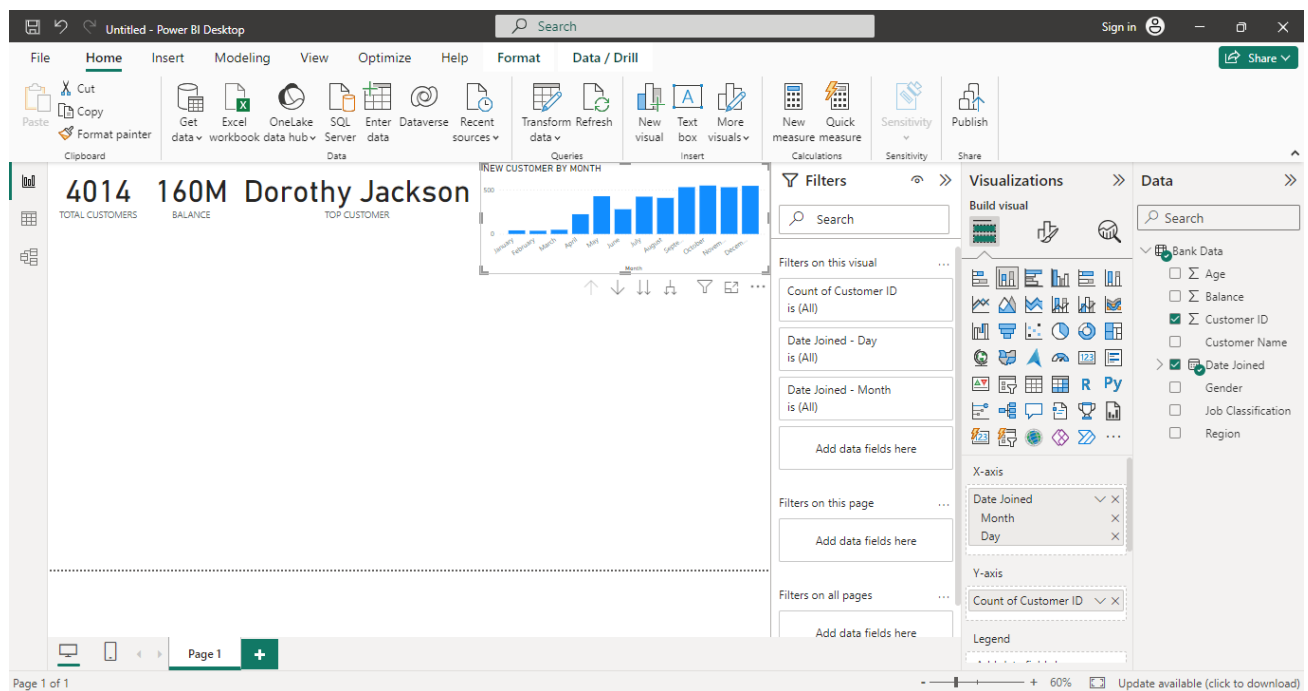 Untitled - Power BI Desktop
Search
Sign in
File Home Insert Modeling View Optimize Help Format Data / Drill
Share
Paste
Cut
Copy
Format painter
Clipboard
Get data
Excel workbook
OneLake data hub
SQL Server
Enter data
Dataverse
Recent sources
Data
Transform data
Refresh
Queries
New visual
Text box
More visuals
Insert
New measure
Quick measure
Calculations
Sensitivity
Sensitivity
Publish
Share
4014
TOTAL CUSTOMERS
160M
BALANCE
Dorothy Jackson
TOP CUSTOMER
NEW CUSTOMER BY MONTH
500
0
January February March April May June July August Septe... October Novem... Decem...
Month
Filters
Search
Filters on this visual
Count of Customer ID
is (All)
Date Joined - Day
is (All)
Date Joined - Month
is (All)
Add data fields here
Filters on this page
Add data fields here
Filters on all pages
Add data fields here
Visualizations
Build visual
123
R Py
123
X-axis
Date Joined
Month
Day
Y-axis
Count of Customer ID
Legend
Data
Search
Bank Data
Age
Balance
Customer ID
Customer Name
Date Joined
Gender
Job Classification
Region
Page 1
Page 1 of 1
- + 60%
Update available (click to download)